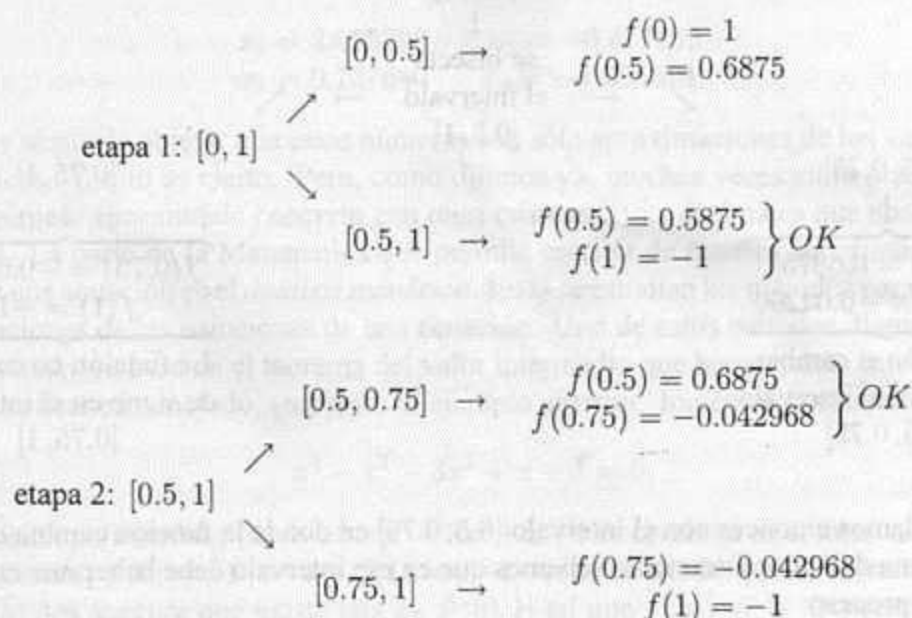 [0, 0.5] → f(0) = 1
f(0.5) = 0.6875
etapa 1: [0, 1]
[0.5, 1] → f(0.5) = 0.5875
f(1) = −1 } OK
[0.5, 0.75] → f(0.5) = 0.6875
f(0.75) = −0.042968 } OK
etapa 2: [0.5, 1]
[0.75, 1] → f(0.75) = −0.042968
f(1) = −1